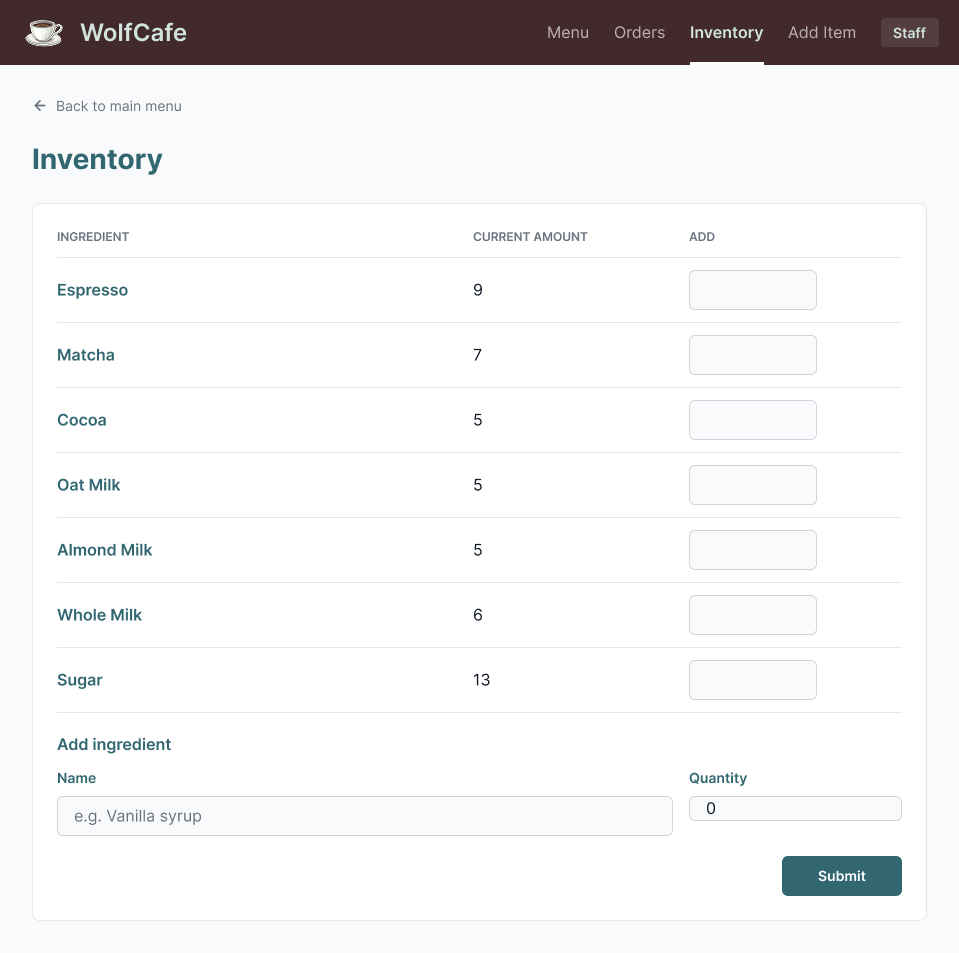 WolfCafe Menu Orders Inventory Add Item Staff
Back to main menu
Inventory
INGREDIENT CURRENT AMOUNT ADD
Espresso 9
Matcha 7
Cocoa 5
Oat Milk 5
Almond Milk 5
Whole Milk 6
Sugar 13
Add ingredient
Name Quantity
e.g. Vanilla syrup 0
Submit